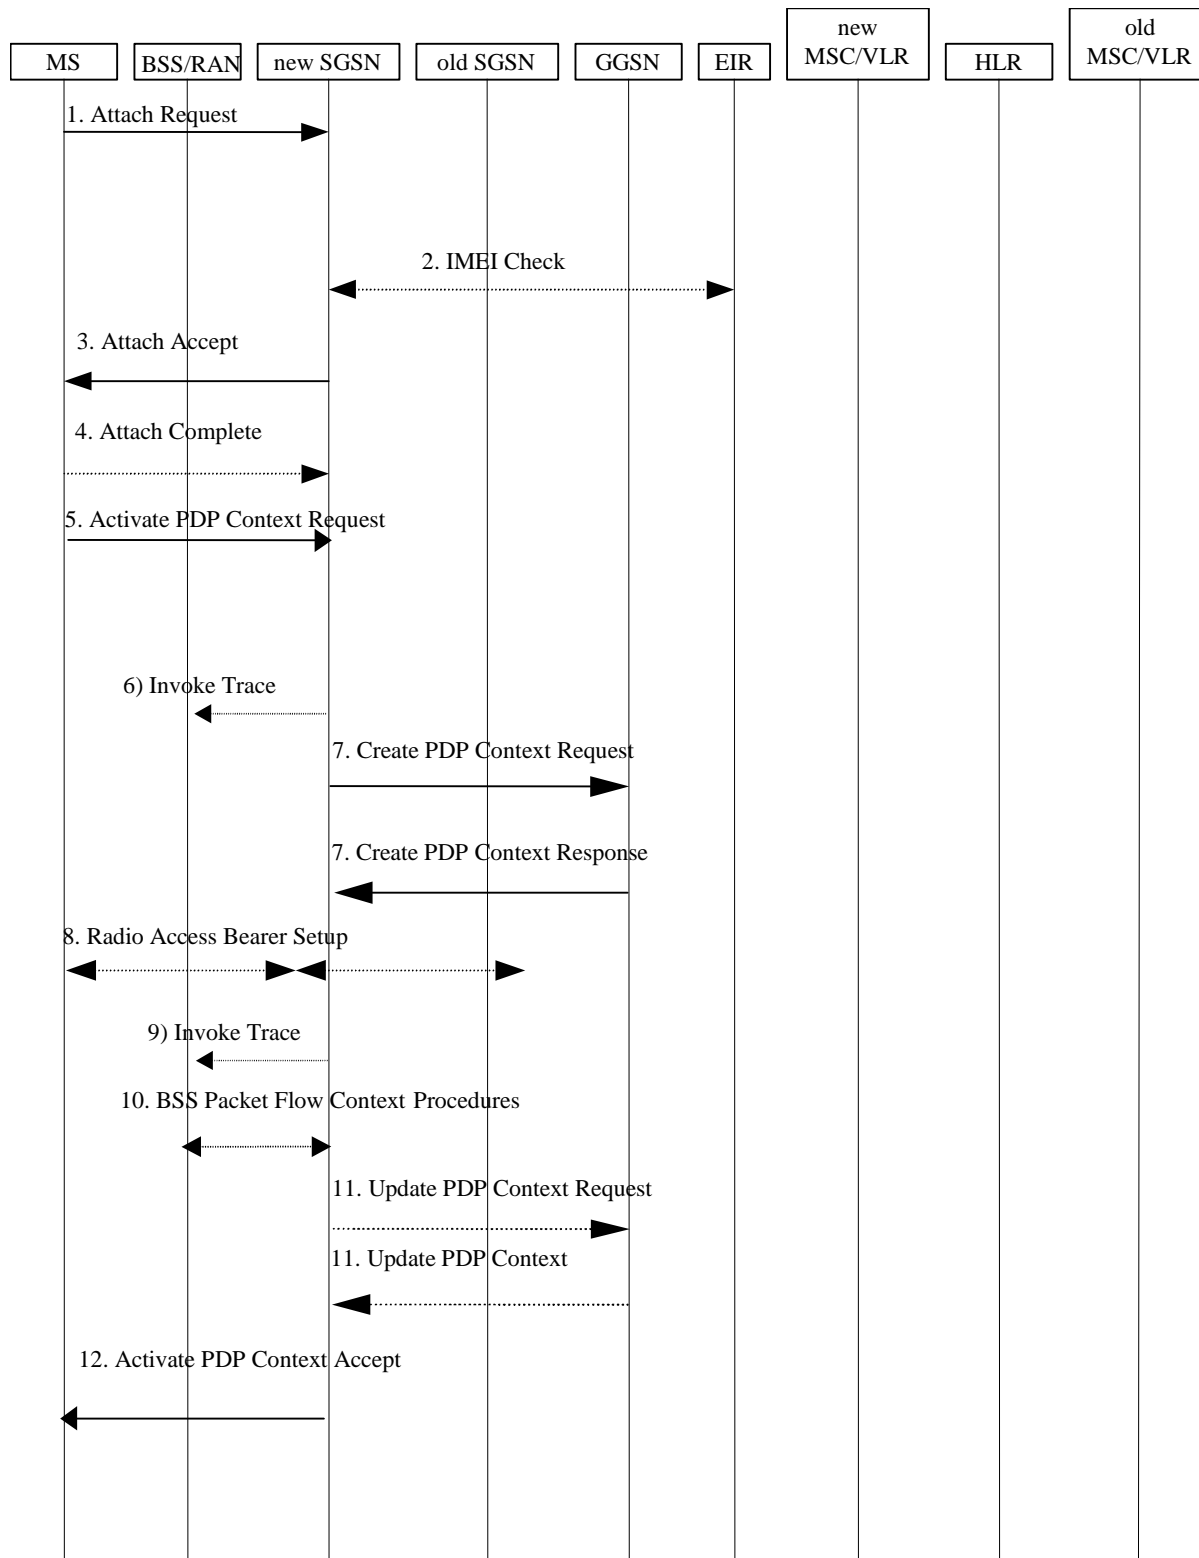 new
MSC/VLR
old
MSC/VLR
MS
BSS/RAN
new SGSN
old SGSN
GGSN
EIR
HLR
1. Attach Request
2. IMEI Check
3. Attach Accept
4. Attach Complete
5. Activate PDP Context Request
6) Invoke Trace
7. Create PDP Context Request
7. Create PDP Context Response
8. Radio Access Bearer Setup
9) Invoke Trace
10. BSS Packet Flow Context Procedures
11. Update PDP Context Request
11. Update PDP Context
12. Activate PDP Context Accept